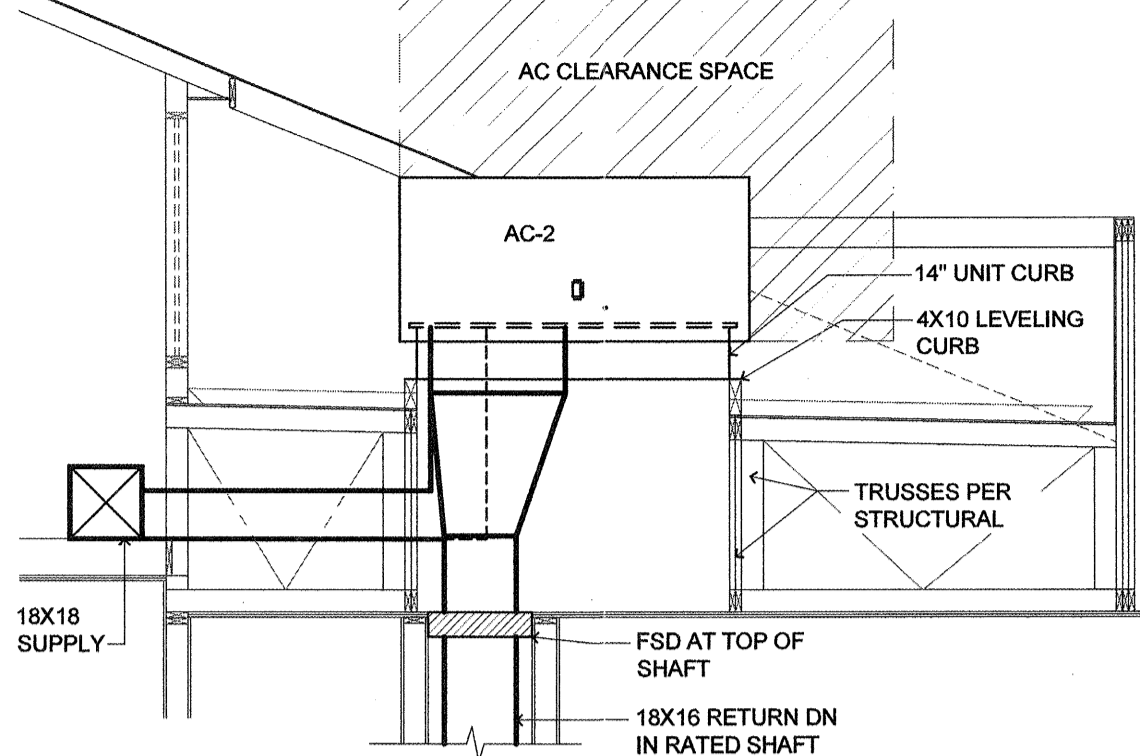 AC CLEARANCE SPACE
AC-2
14" UNIT CURB
4X10 LEVELING
CURB
TRUSSES PER
STRUCTURAL
18X18
SUPPLY
FSD AT TOP OF
SHAFT
18X16 RETURN DN
IN RATED SHAFT